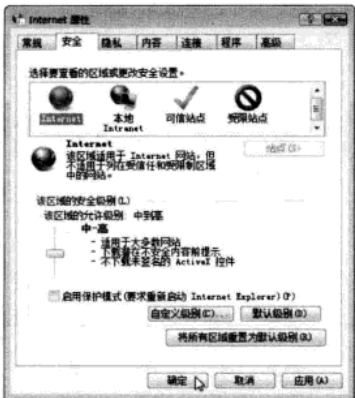 Internet 属性
常规 安全 隐私 内容 连接 程序 高级
选择要查看的区域或更改安全设置。
Internet 本地 Intranet 可信站点 受限站点
Internet
该区域适用于 Internet 网站，但
不适用于列在受信任和受限制区域
中的网站。
站点(S)
该区域的安全级别(L)
该区域的允许级别: 中到高
中-高
- 适用于大多数网站
- 下载潜在不安全内容前提示
- 不下载未签名的 ActiveX 控件
启用保护模式(要求重新启动 Internet Explorer)(P)
自定义级别(C)... 默认级别(D)
将所有区域重置为默认级别(R)
确定 取消 应用(A)